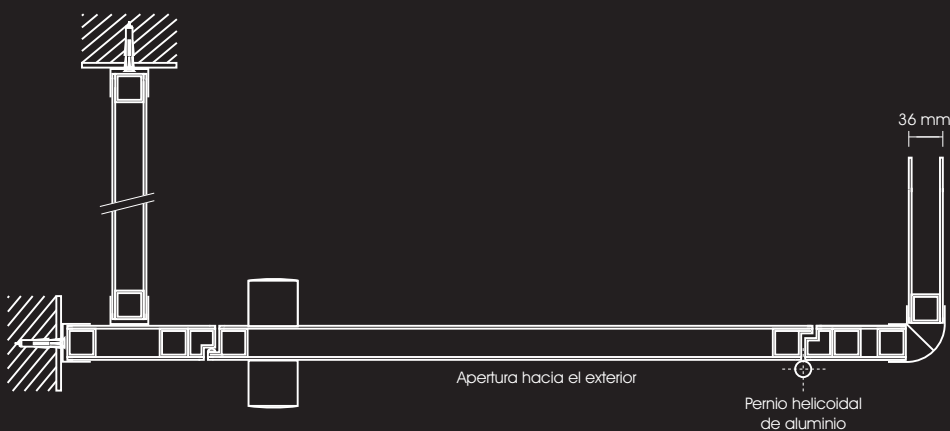 36 mm
Apertura hacia el exterior
Pernio helicoidal
de aluminio